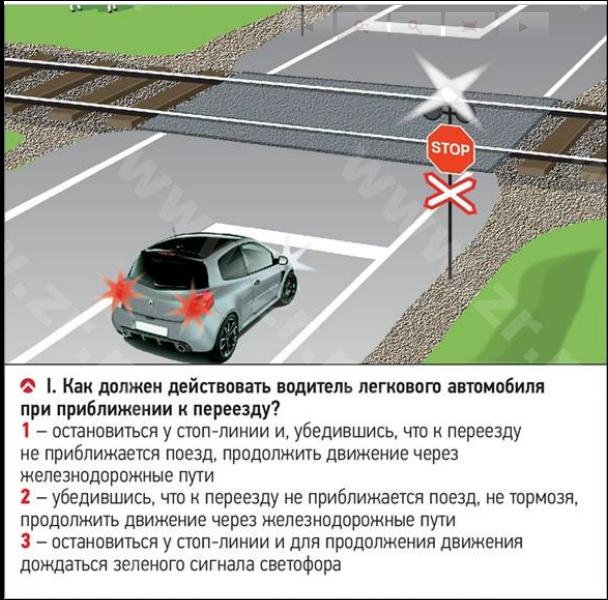 STOP
I. Как должен действовать водитель легкового автомобиля
при приближении к переезду?
1 – остановиться у стоп-линии и, убедившись, что к переезду
не приближается поезд, продолжить движение через
железнодорожные пути
2 – убедившись, что к переезду не приближается поезд, не тормозя,
продолжить движение через железнодорожные пути
3 – остановиться у стоп-линии и для продолжения движения
дождаться зеленого сигнала светофора